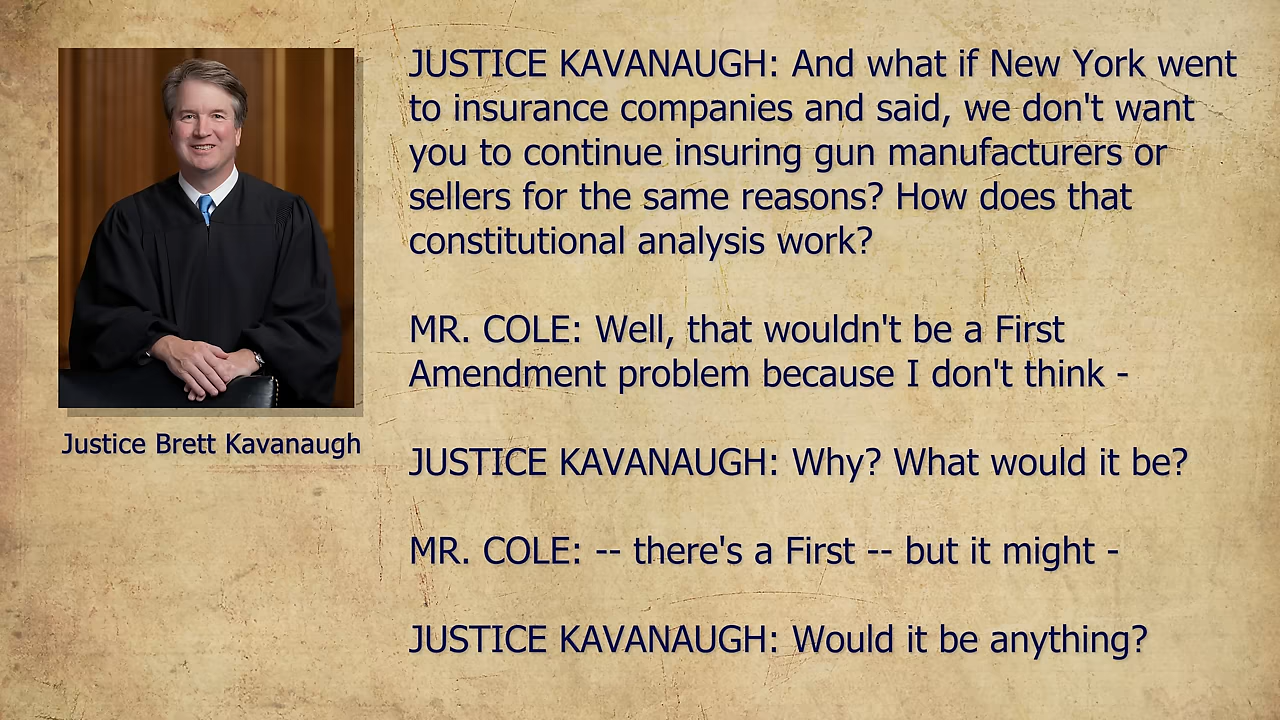 JUSTICE KAVANAUGH: And what if New York went
to insurance companies and said, we don't want
you to continue insuring gun manufacturers or
sellers for the same reasons? How does that
constitutional analysis work?
MR. COLE: Well, that wouldn't be a First
Amendment problem because I don't think -
JUSTICE KAVANAUGH: Why? What would it be?
MR. COLE: -- there's a First -- but it might -
JUSTICE KAVANAUGH: Would it be anything?
Justice Brett Kavanaugh